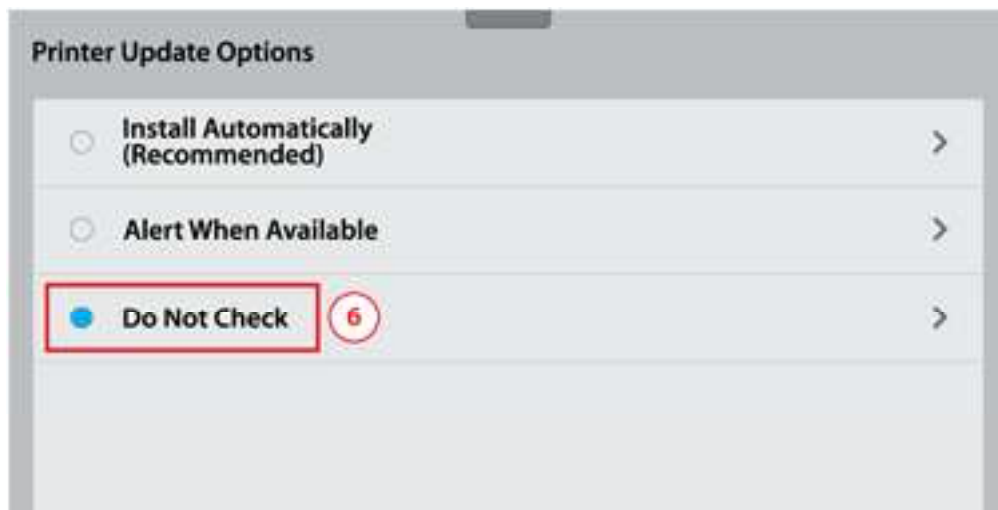 Printer Update Options
Install Automatically
(Recommended)
Alert When Available
Do Not Check
6